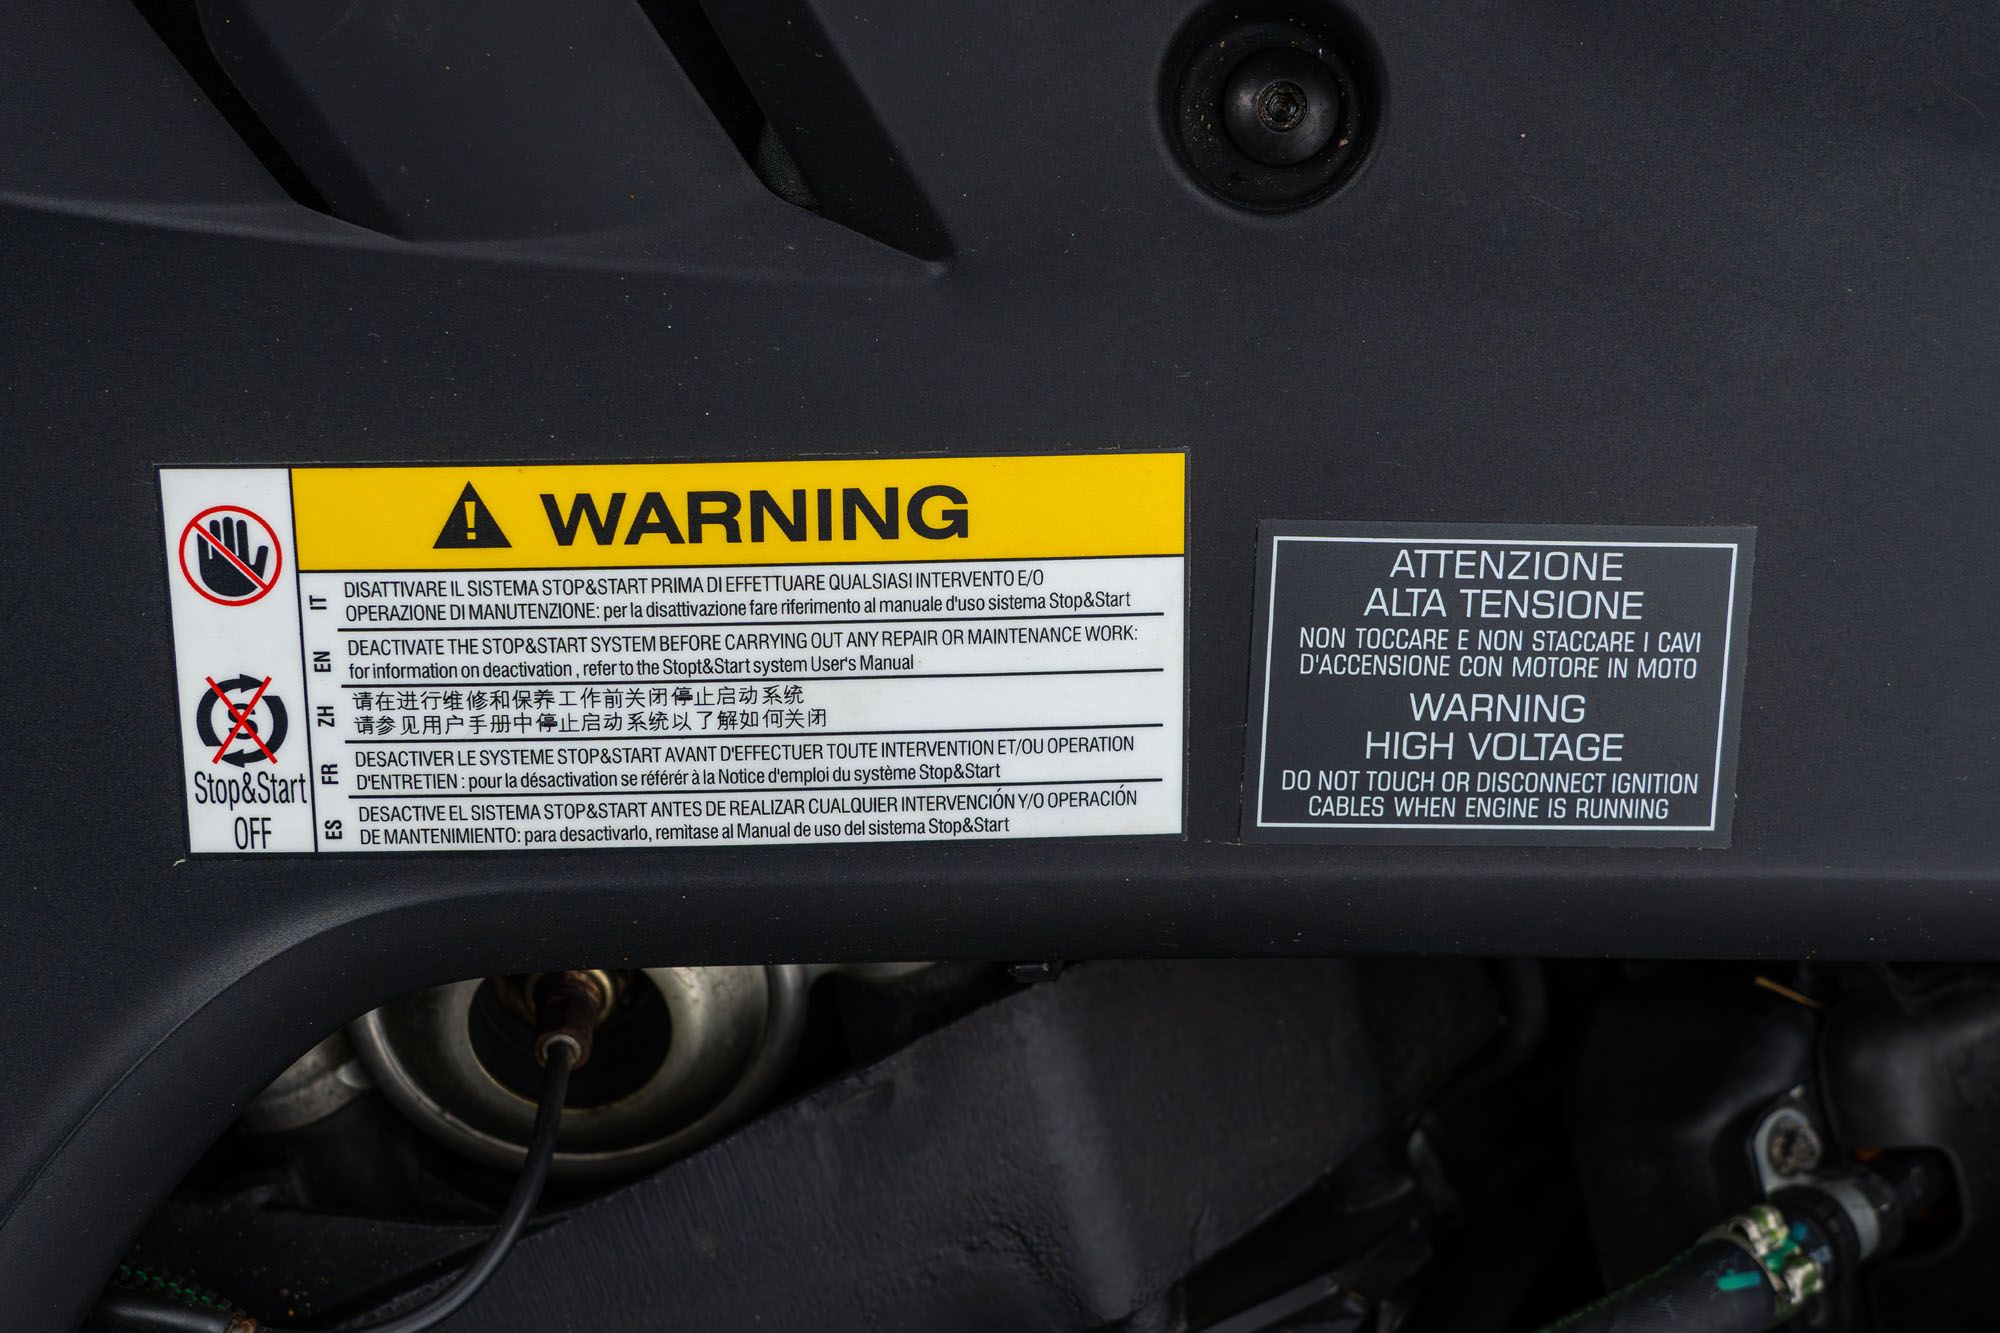 WARNING
IT
DISATTIVARE IL SISTEMA STOP&START PRIMA DI EFFETTUARE QUALSIASI INTERVENTO E/O
OPERAZIONE DI MANUTENZIONE: per la disattivazione fare riferimento al manuale d'uso sistema Stop&Start
EN
DEACTIVATE THE STOP&START SYSTEM BEFORE CARRYING OUT ANY REPAIR OR MAINTENANCE WORK:
for information on deactivation , refer to the Stopt&Start system User's Manual
ZH
请在进行维修和保养工作前关闭停止启动系统
请参见用户手册中停止启动系统以了解如何关闭
FR
DESACTIVER LE SYSTEME STOP&START AVANT D'EFFECTUER TOUTE INTERVENTION ET/OU OPERATION
D'ENTRETIEN : pour la désactivation se référér à la Notice d'emploi du système Stop&Start
ES
DESACTIVE EL SISTEMA STOP&START ANTES DE REALIZAR CUALQUIER INTERVENCIÓN Y/O OPERACIÓN
DE MANTENIMIENTO: para desactivarlo, remitase al Manual de uso del sistema Stop&Start
S
Stop&Start
OFF
ATTENZIONE
ALTA TENSIONE
NON TOCCARE E NON STACCARE I CAVI
D'ACCENSIONE CON MOTORE IN MOTO
WARNING
HIGH VOLTAGE
DO NOT TOUCH OR DISCONNECT IGNITION
CABLES WHEN ENGINE IS RUNNING